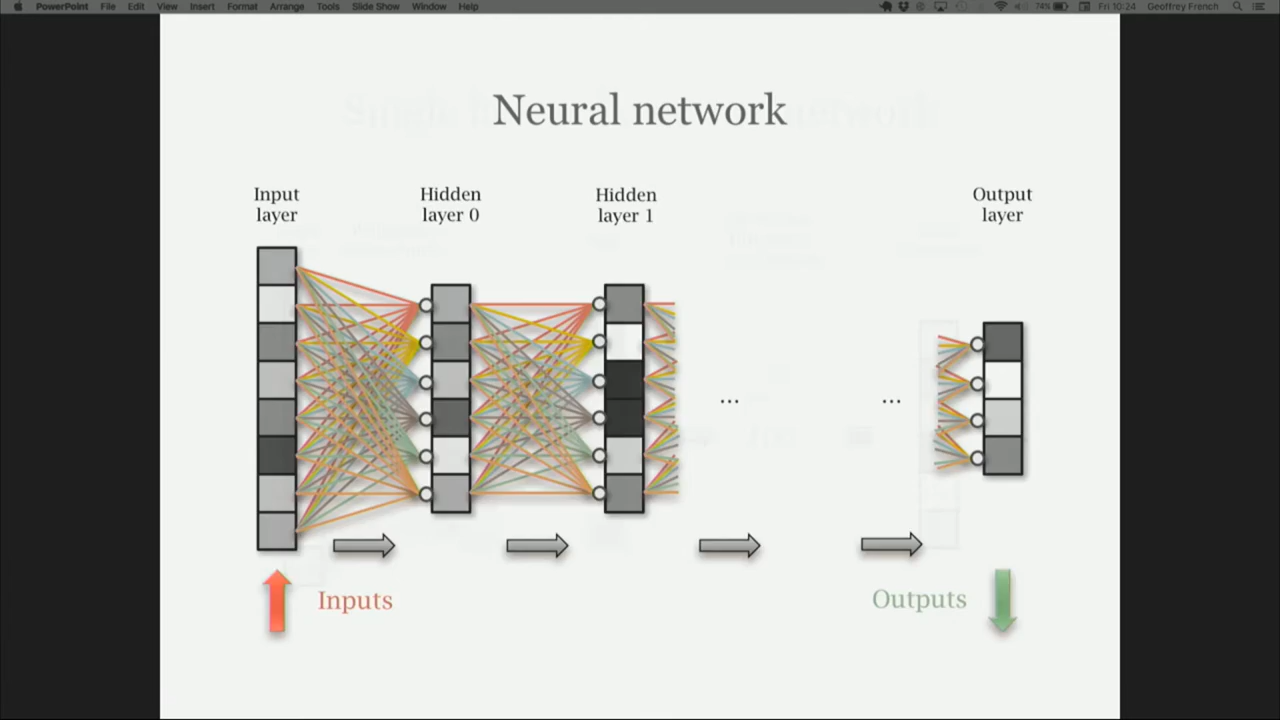 PowerPoint File Edit View Insert Format Arrange Tools Slide Show Window Help 74% Fri 10:24 Geoffrey French
Neural network
Input
layer
Hidden
layer 0
Hidden
layer 1
Output
layer
...
...
Inputs
Outputs